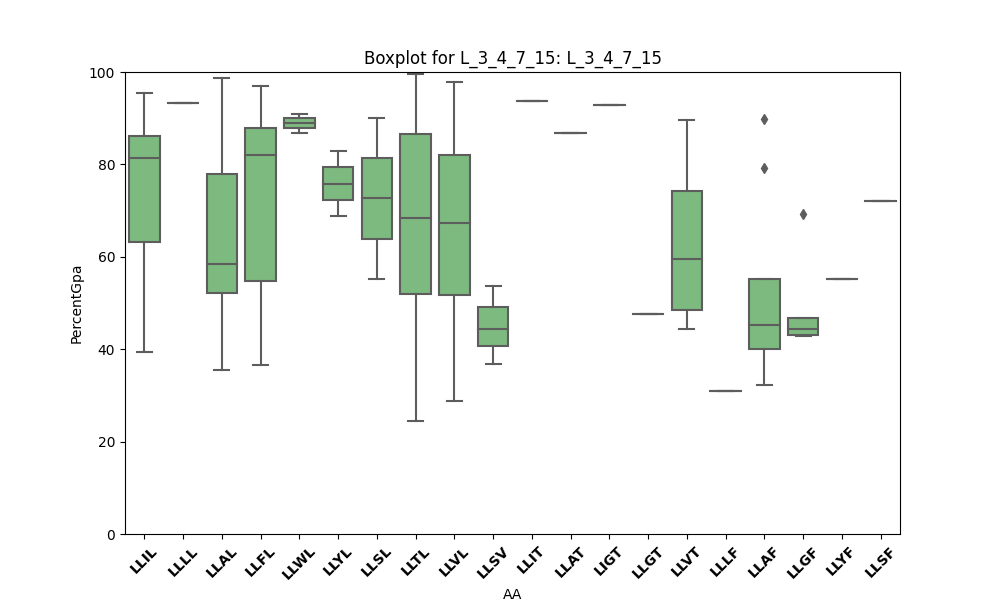 Boxplot for L_3_4_7_15: L_3_4_7_15
100
80
60
40
20
0
PercentGpa
LLIL
LLLL
LLAL
LLFL
LLWL
LLYL
LLSL
LLTL
LLVL
LLSV
LLIT
LLAT
LIGT
LLGT
LLVT
LLLF
LLAF
LLGF
LLYF
LLSF
AA